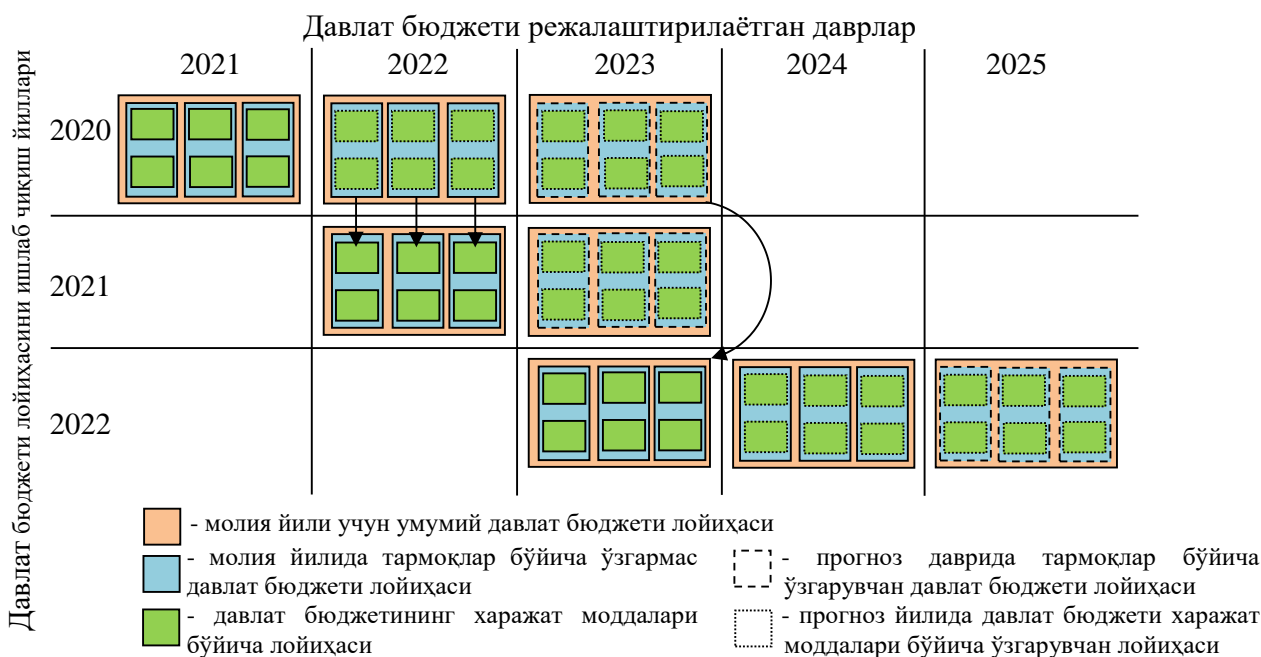 Давлат бюджети режалаштирилаётган даврлар
Давлат бюджети лойиҳасини ишлаб чиқиш йиллари
2021 2022 2023 2024 2025
2020
2021
2022
- молия йили учун умумий давлат бюджети лойиҳаси
- молия йилида тармоқлар бўйича ўзгармас
давлат бюджети лойиҳаси
- прогноз даврида тармоқлар бўйича
ўзгарувчан давлат бюджети лойиҳаси
- давлат бюджетининг харажат моддалари
бўйича лойиҳаси
- прогноз йилида давлат бюджети харажат
моддалари бўйича ўзгарувчан лойиҳаси